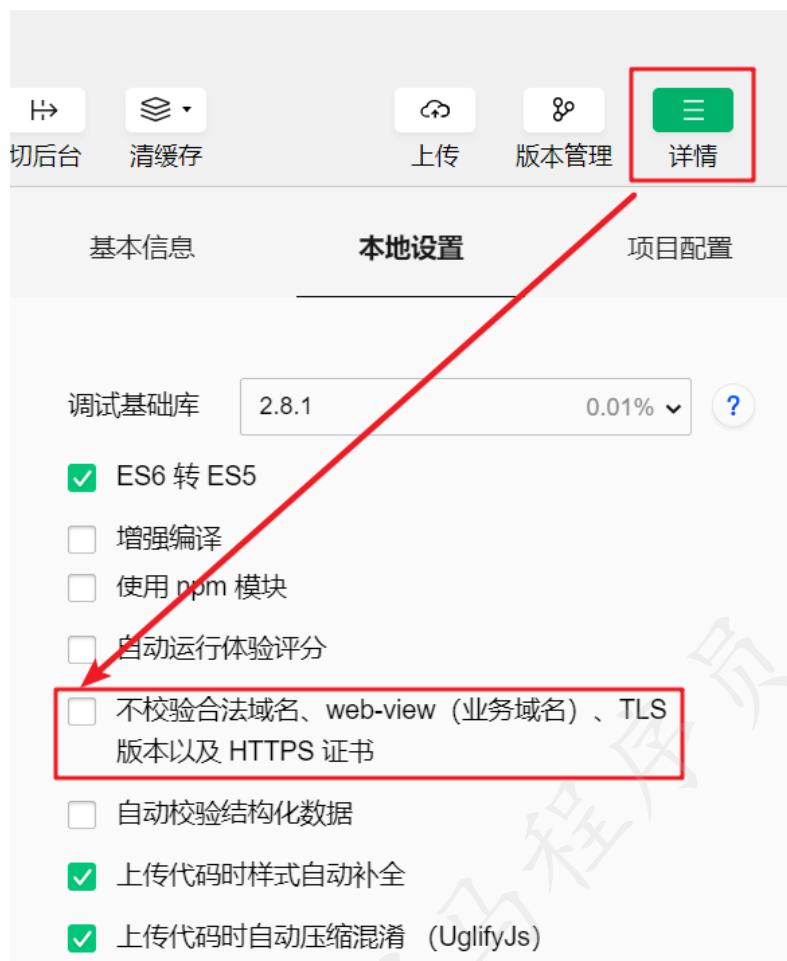 切后台 清缓存 上传 版本管理 详情
基本信息 本地设置 项目配置
调试基础库 2.8.1 0.01% ?
ES6 转 ES5
增强编译
使用 npm 模块
自动运行体验评分
不校验合法域名、web-view（业务域名）、TLS
版本以及 HTTPS 证书
自动校验结构化数据
上传代码时样式自动补全
上传代码时自动压缩混淆 （UglifyJs）
马程序员